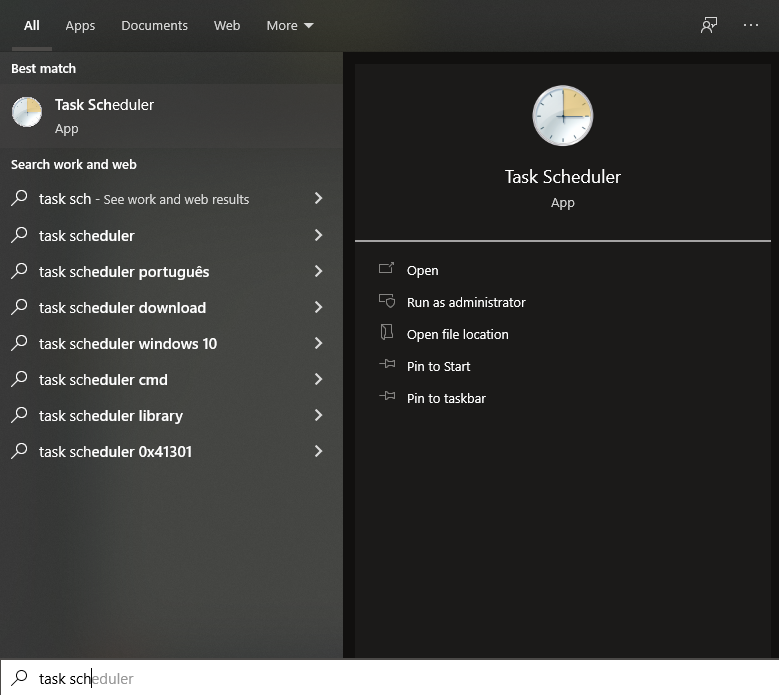 All Apps Documents Web More
Best match
Task Scheduler
App
Search work and web
task sch - See work and web results
task scheduler
task scheduler português
task scheduler download
task scheduler windows 10
task scheduler cmd
task scheduler library
task scheduler 0x41301
Task Scheduler
App
Open
Run as administrator
Open file location
Pin to Start
Pin to taskbar
task scheduler